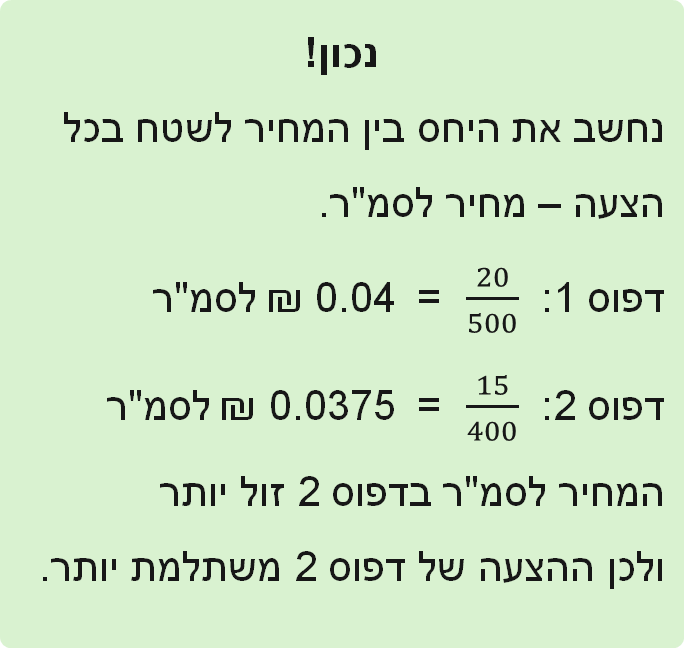 נכון!
נחשב את היחס בין המחיר לשטח בכל
הצעה – מחיר לסמ"ר.
דפוס 1: 20/500 = 0.04 ₪ לסמ"ר
דפוס 2: 15/400 = 0.0375 ₪ לסמ"ר
המחיר לסמ"ר בדפוס 2 זול יותר
ולכן ההצעה של דפוס 2 משתלמת יותר.